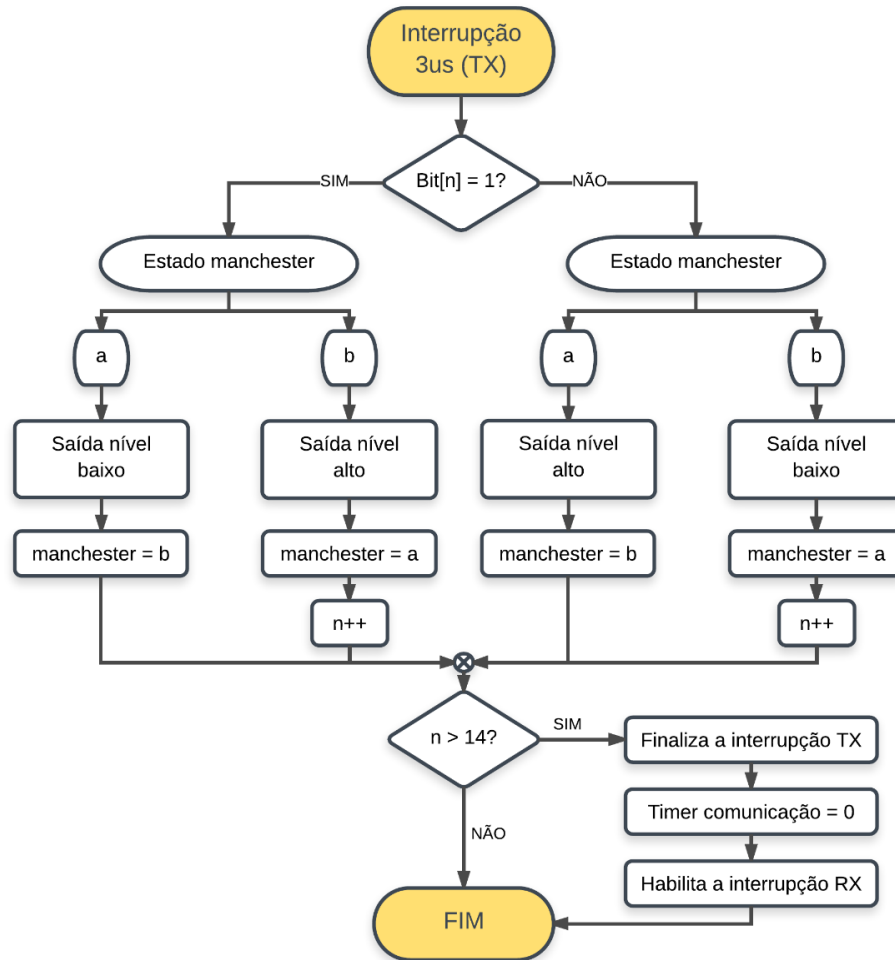 Interrupção
3us (TX)
Bit[n] = 1?
SIM
NÃO
Estado manchester
Estado manchester
a
b
a
b
Saída nível
baixo
Saída nível
alto
Saída nível
alto
Saída nível
baixo
manchester = b
manchester = a
manchester = b
manchester = a
n++
n++
n > 14?
SIM
Finaliza a interrupção TX
Timer comunicação = 0
NÃO
Habilita a interrupção RX
FIM